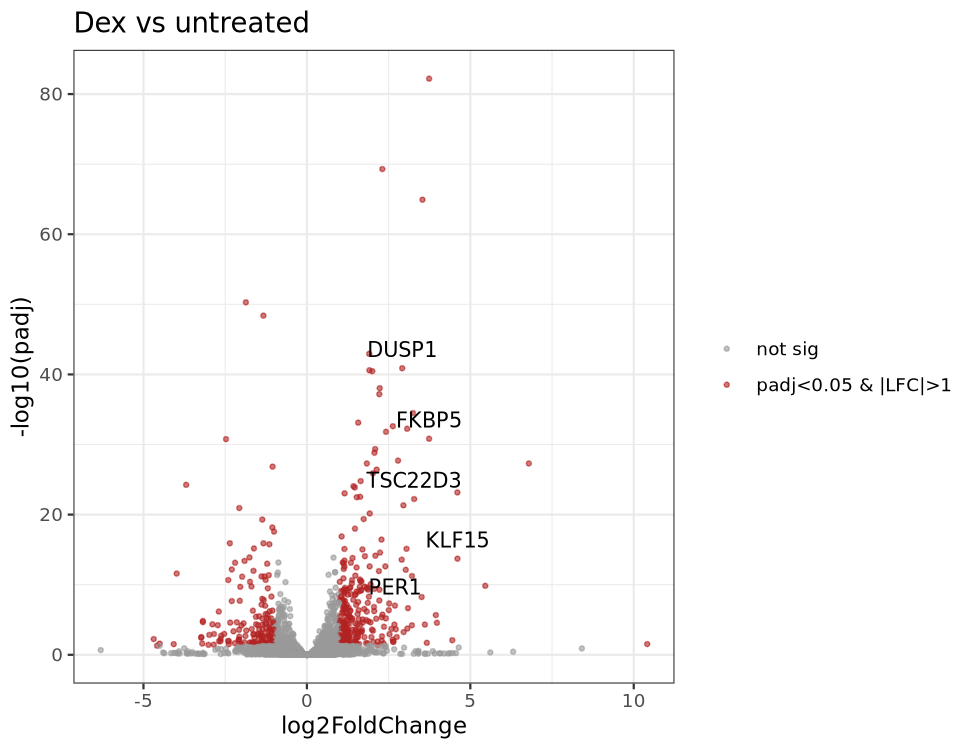 Dex vs untreated
80
60
40
20
0
-log10(padj)
DUSP1
FKBP5
TSC22D3
KLF15
PER1
-5
0
5
10
log2FoldChange
not sig
padj<0.05 & |LFC|>1